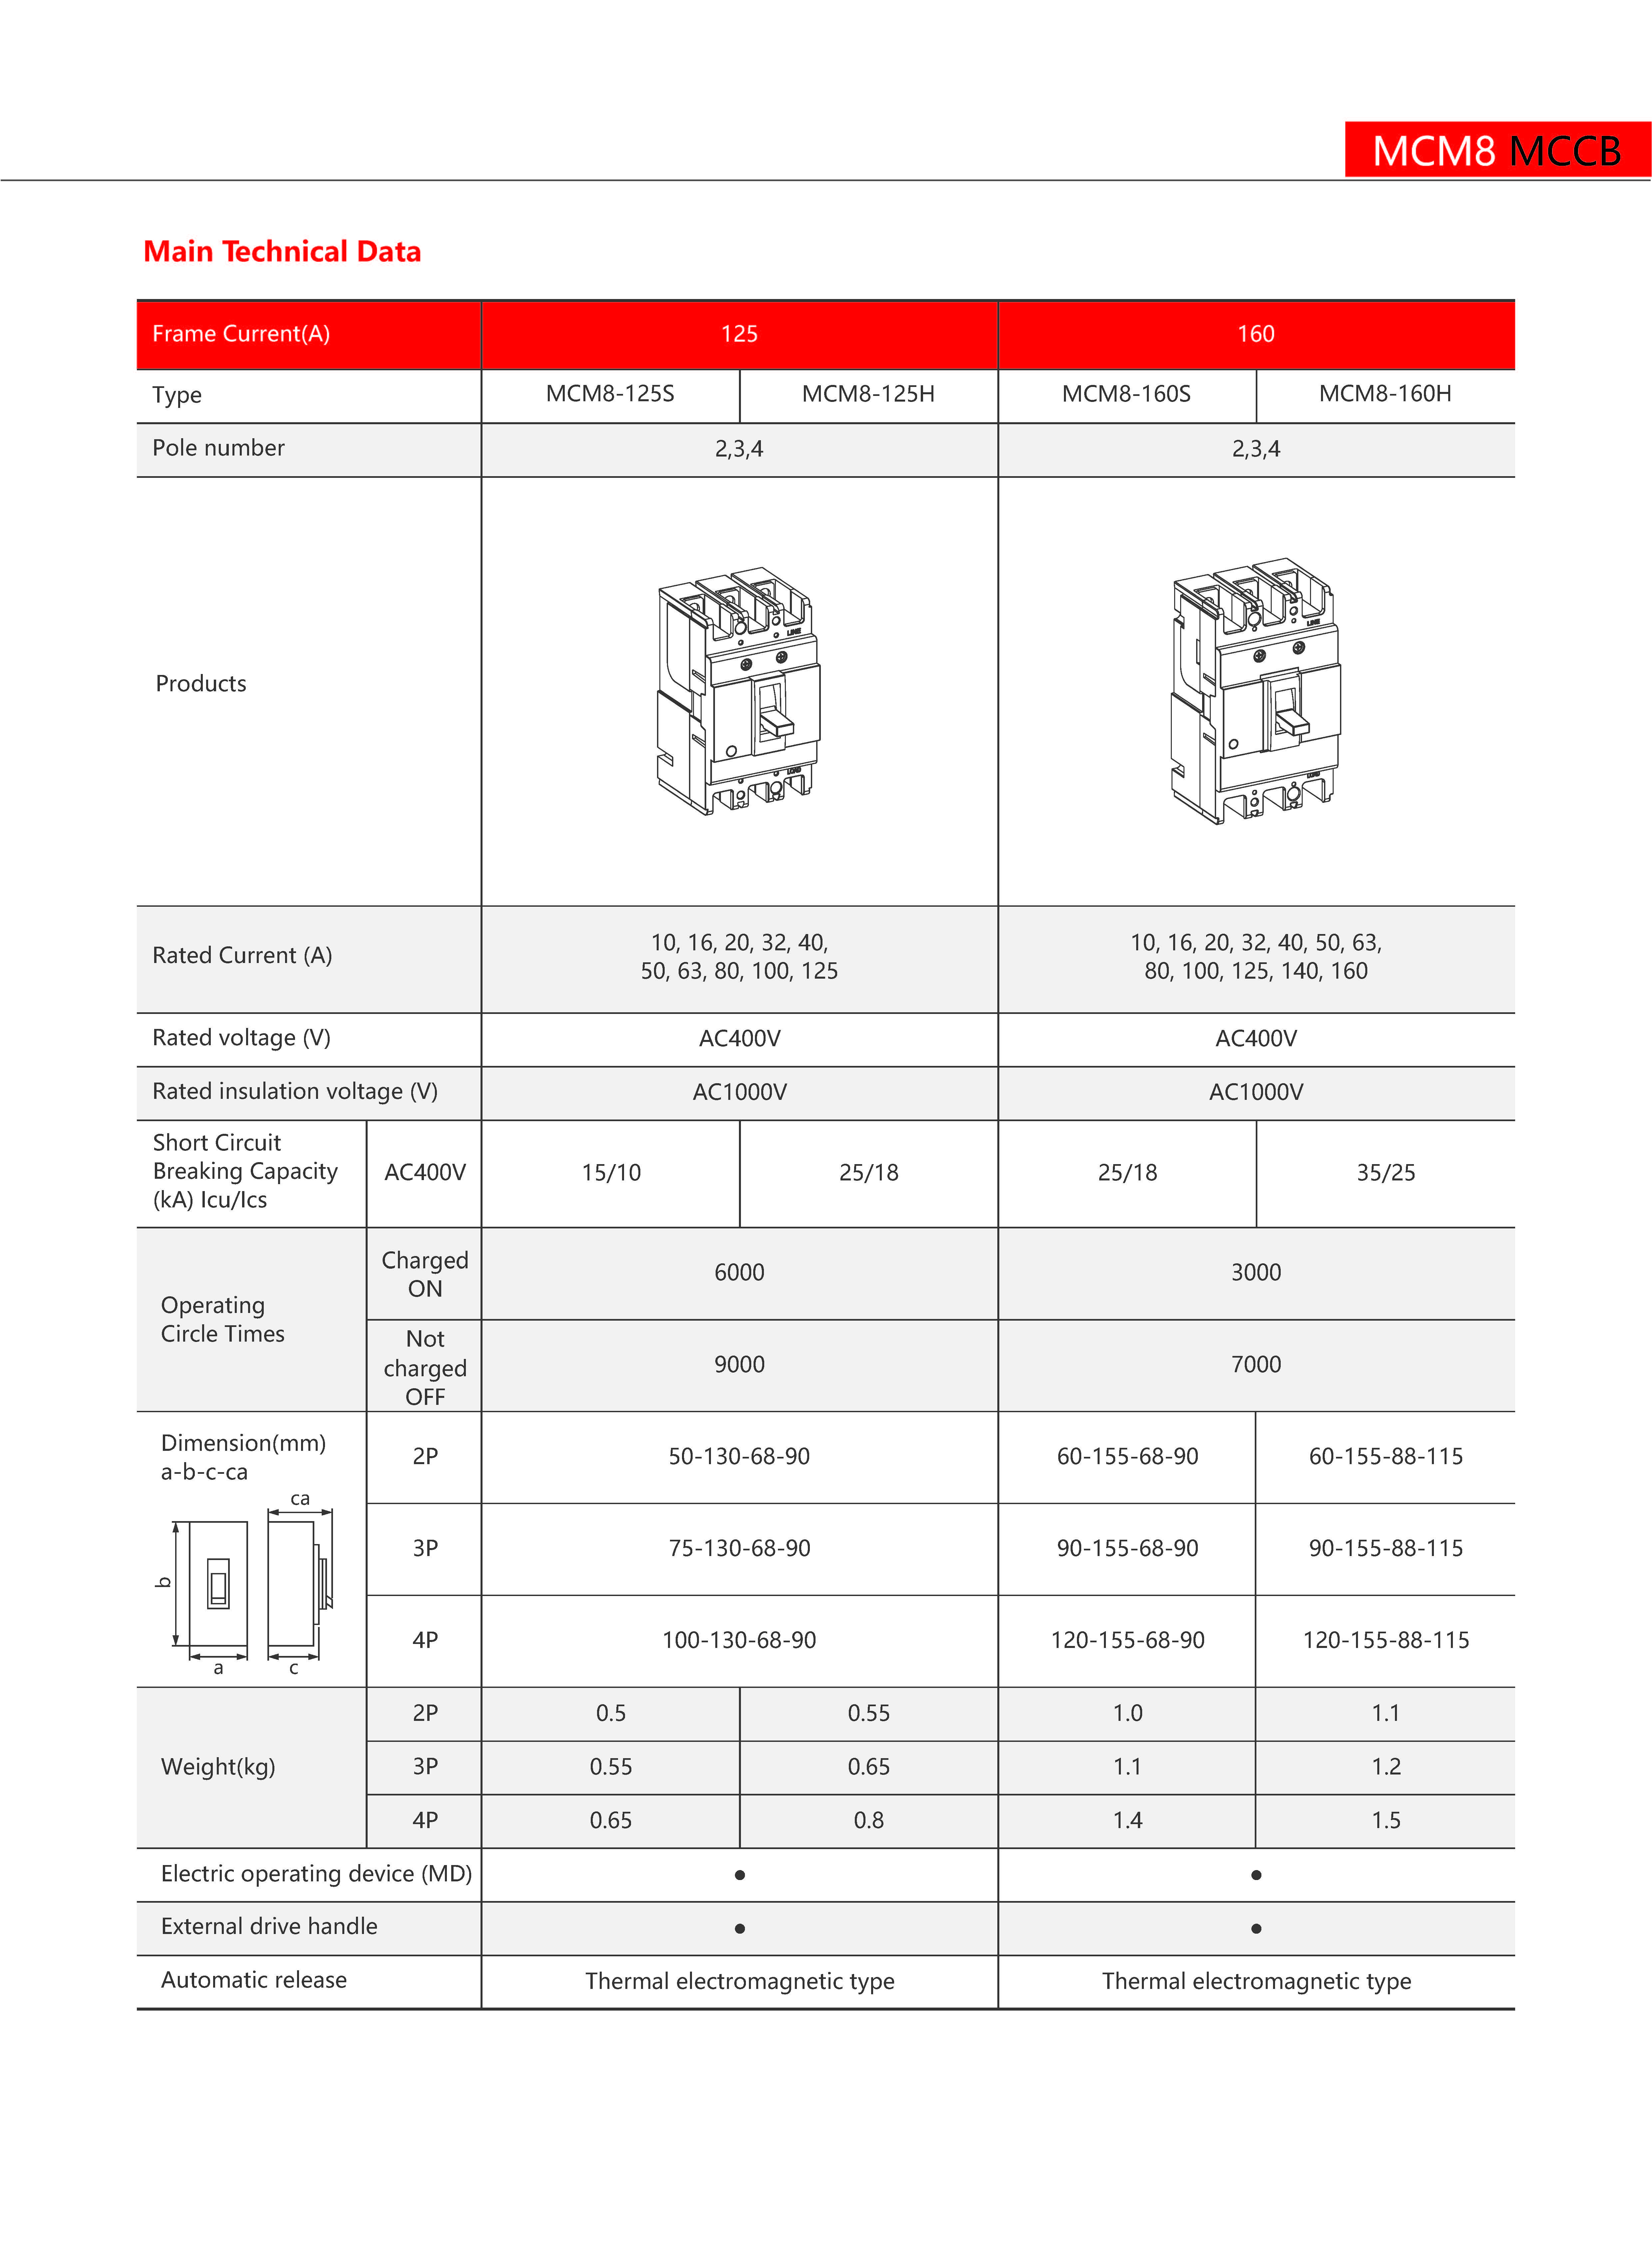 MCM8 MCCB
Main Technical Data
Frame Current(A) 125 160
Type MCM8-125S MCM8-125H MCM8-160S MCM8-160H
Pole number 2,3,4 2,3,4
Products
LINE LINE
LOAD LOAD
Rated Current (A)
10, 16, 20, 32, 40,
50, 63, 80, 100, 125
10, 16, 20, 32, 40, 50, 63,
80, 100, 125, 140, 160
Rated voltage (V) AC400V AC400V
Rated insulation voltage (V) AC1000V AC1000V
Short Circuit
Breaking Capacity
(kA) Icu/Ics
AC400V 15/10 25/18 25/18 35/25
Operating
Circle Times
Charged
ON
6000 3000
Not
charged
OFF
9000 7000
Dimension(mm)
a-b-c-ca
ca
b
a c
2P 50-130-68-90 60-155-68-90 60-155-88-115
3P 75-130-68-90 90-155-68-90 90-155-88-115
4P 100-130-68-90 120-155-68-90 120-155-88-115
Weight(kg)
2P 0.5 0.55 1.0 1.1
3P 0.55 0.65 1.1 1.2
4P 0.65 0.8 1.4 1.5
Electric operating device (MD) ● ●
External drive handle ● ●
Automatic release Thermal electromagnetic type Thermal electromagnetic type